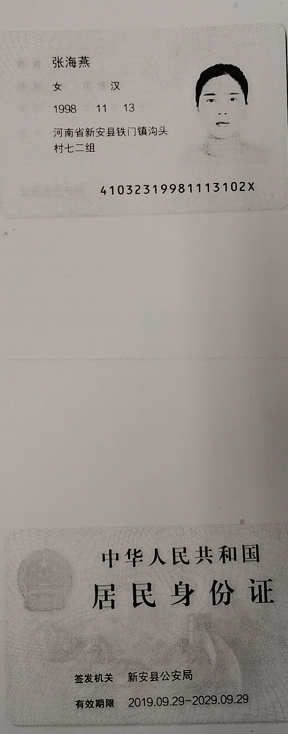 张海燕
女 汉
1998 11 13
河南省新安县铁门镇沟头
村七二组
41032319981113102X
中华人民共和国
居民身份证
签发机关 新安县公安局
有效期限 2019.09.29-2029.09.29